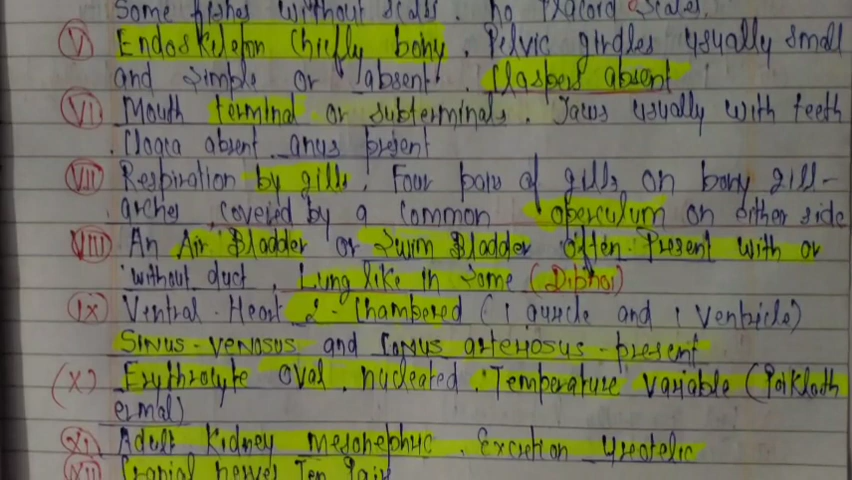 Some fishes without scales. No Placoid Scales.
(V) Endoskeleton Chiefly bony. Pelvic girdles usually small
and simple or absent. Claspers absent
(VI) Mouth terminal or subterminals. Jaws usually with teeth
. Cloaca absent anus present
(VII) Respiration by gills. Four pairs of gills on bony gill-
arches, covered by a common operculum on either side
(VIII) An Air Bladder or Swim Bladder often Present with or
without duct. Lung like in some (Dipnoi)
(IX) Ventral Heart 2-Chambered (1 auricle and 1 ventricle)
Sinus-venosus and Conus arteriosus-present
(X) Erythrocyte oval, nucleated. Temperature variable (Poikiloth
ermal)
(XI) Adult Kidney mesonephric. Excretion ureotelic
(XII) Cranial nerves Ten pair